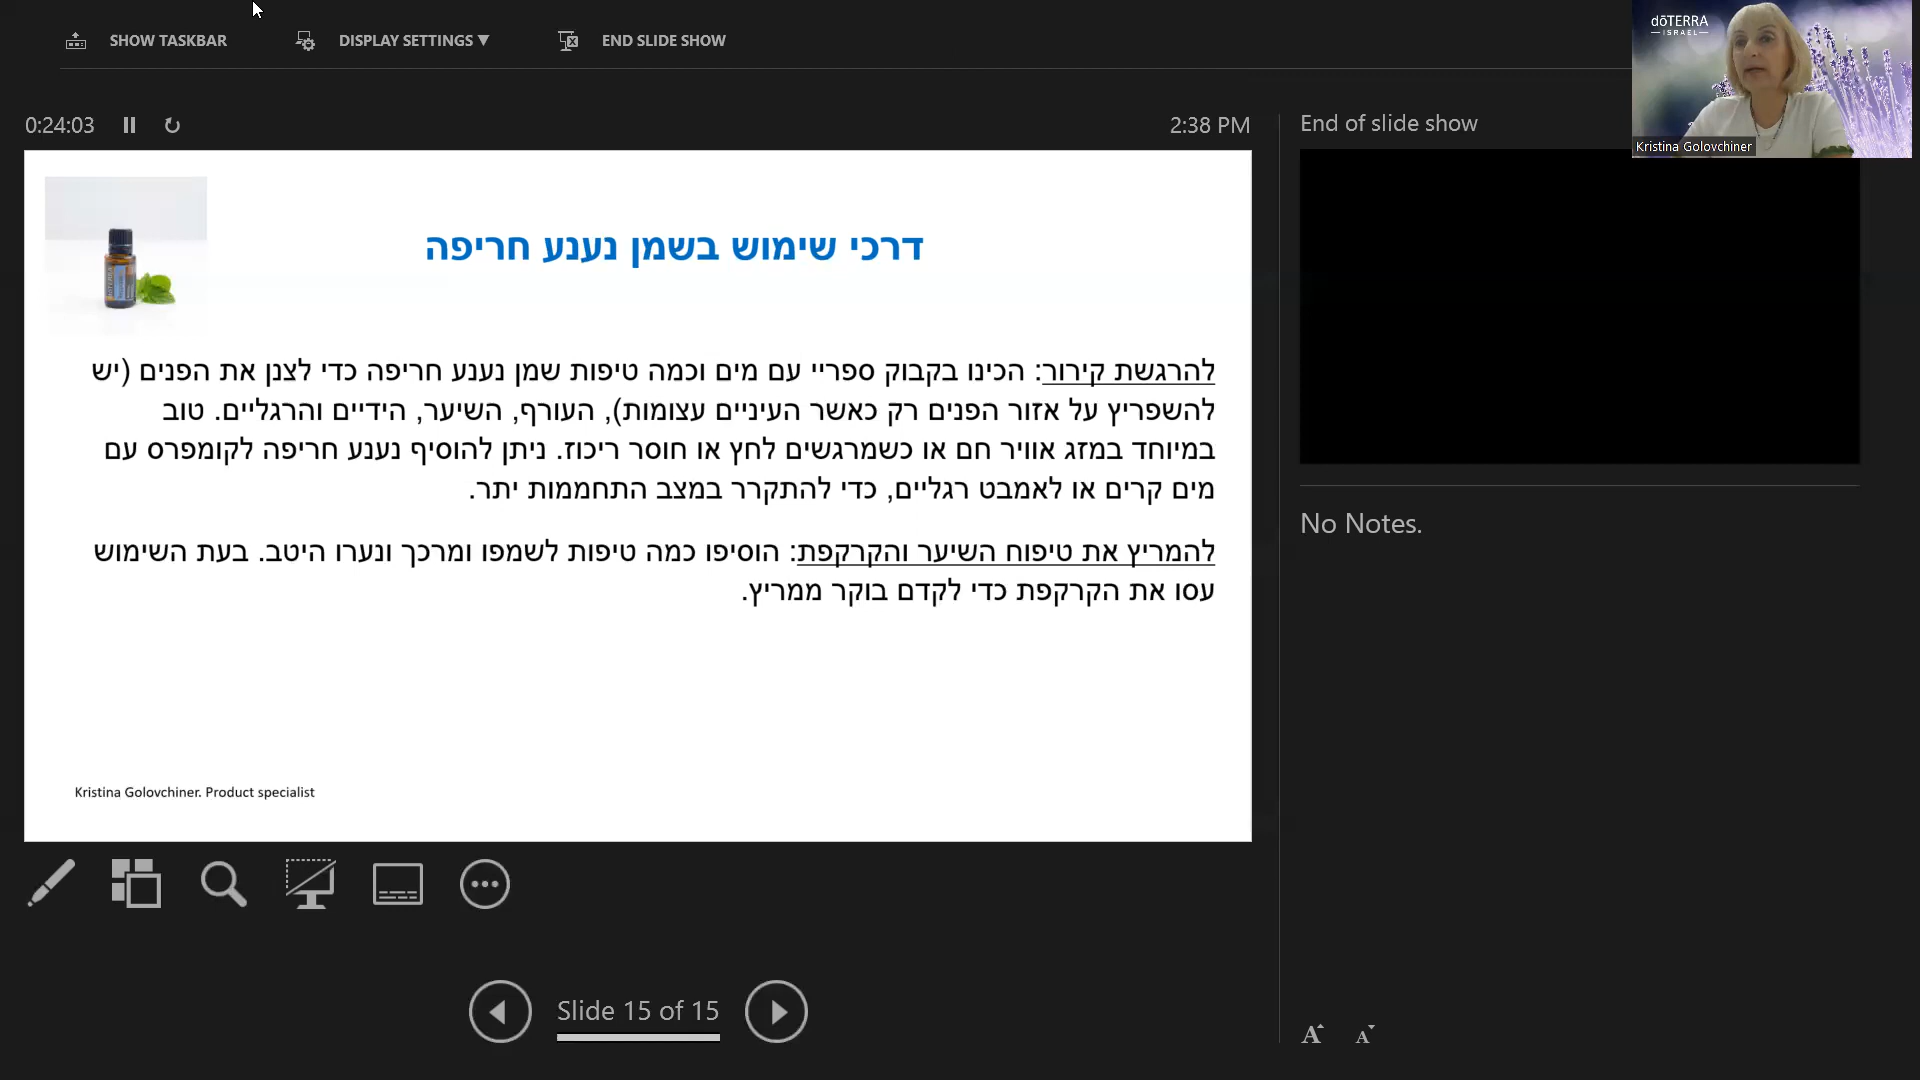 SHOW TASKBAR
DISPLAY SETTINGS ▼
END SLIDE SHOW
dōTERRA
ISRAEL
Kristina Golovchiner
0:24:03
2:38 PM
End of slide show
דרכי שימוש בשמן נענע חריפה
להרגשת קירור: הכינו בקבוק ספריי עם מים וכמה טיפות שמן נענע חריפה כדי לצנן את הפנים (יש
להשפריץ על אזור הפנים רק כאשר העיניים עצומות), העורף, השיער, הידיים והרגליים. טוב
במיוחד במזג אוויר חם או כשמרגשים לחץ או חוסר ריכוז. ניתן להוסיף נענע חריפה לקומפרס עם
מים קרים או לאמבט רגליים, כדי להתקרר במצב התחממות יתר.
להמריץ את טיפוח השיער והקרקפת: הוסיפו כמה טיפות לשמפו ומרכך ונערו היטב. בעת השימוש
עסו את הקרקפת כדי לקדם בוקר ממריץ.
Kristina Golovchiner. Product specialist
No Notes.
Slide 15 of 15
A A